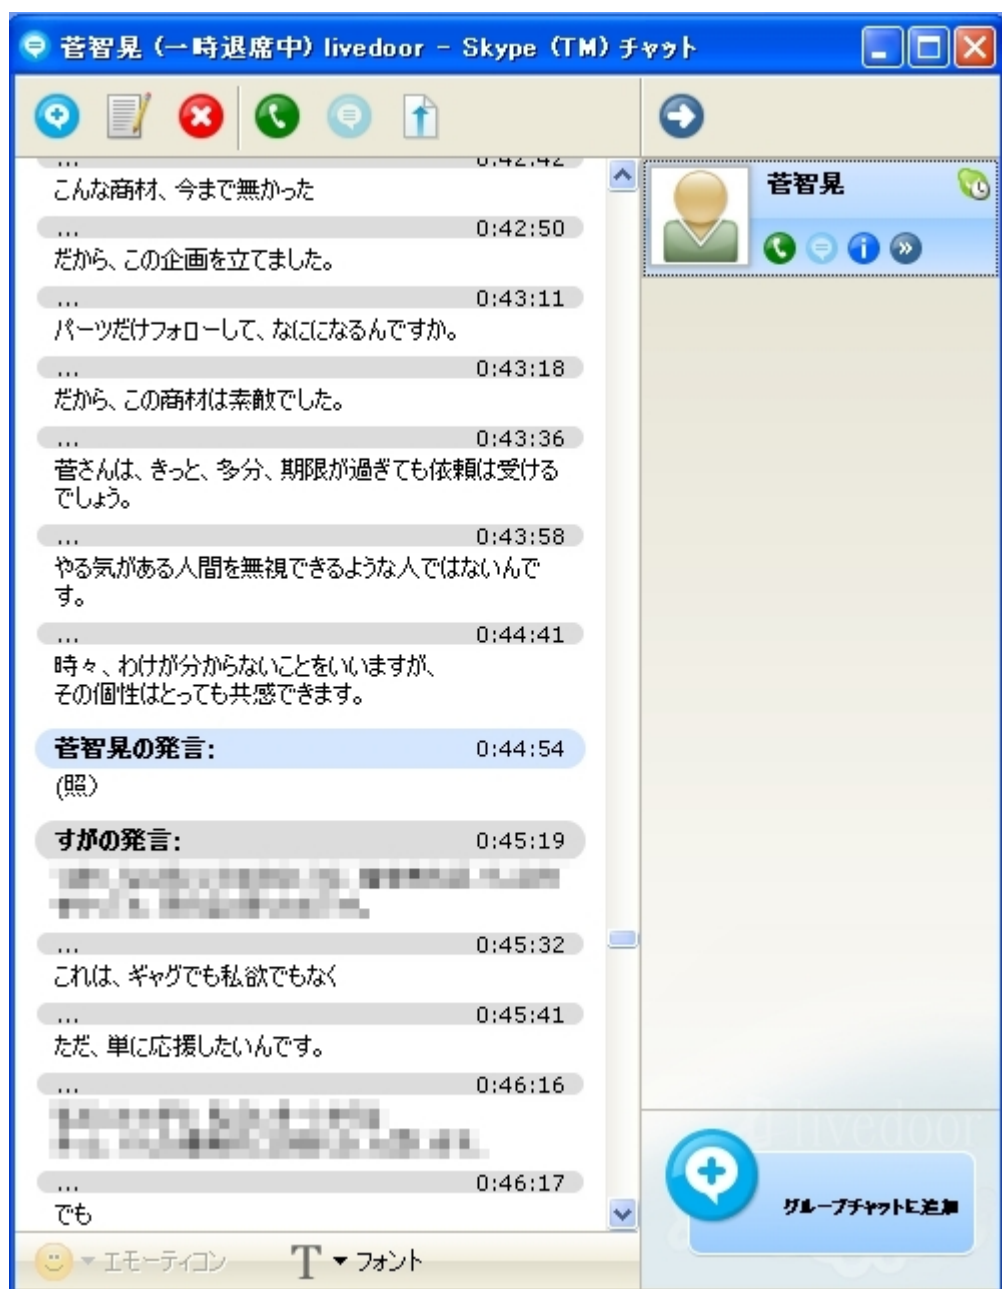 菅智晃 (一時退席中) livedoor - Skype (TM) チャット
0:42:42
こんな商材、今まで無かった
... 0:42:50
だから、この企画を立てました。
... 0:43:11
パーツだけフォローして、なにになるんですか。
... 0:43:18
だから、この商材は素敵でした。
... 0:43:36
菅さんは、きっと、多分、期限が過ぎても依頼は受ける
でしょう。
... 0:43:58
やる気がある人間を無視できるような人ではないんで
す。
... 0:44:41
時々、わけが分からないことをいいますが、
その個性はとっても共感できます。
菅智晃の発言: 0:44:54
(照)
すがの発言: 0:45:19
... 0:45:32
これは、ギャグでも私欲でもなく
... 0:45:41
ただ、単に応援したいんです。
... 0:46:16
... 0:46:17
でも
エモーティコン フォント
菅智晃
livedoor
グループチャットに追加